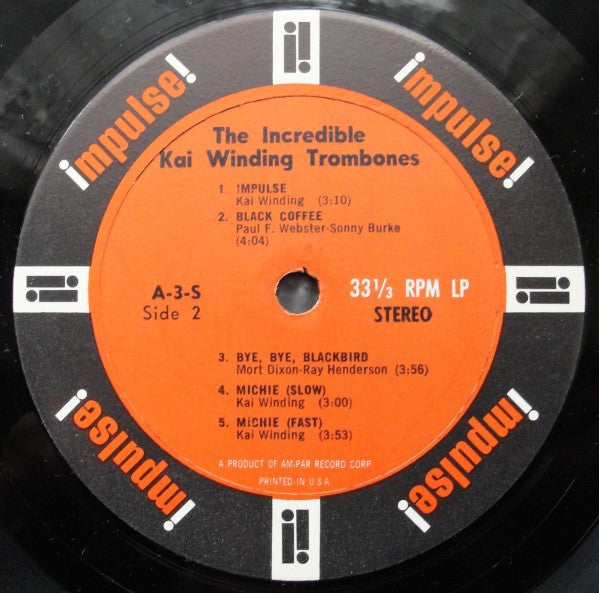 impulse!
impulse!
The Incredible
Kai Winding Trombones
1 IMPULSE
Kai Winding (3:10)
2. BLACK COFFEE
Paul F. Webster-Sonny Burke
(4:04)
A-3-S
Side 2
33⅓ RPM LP
STEREO
3. BYE, BYE, BLACKBIRD
Mort Dixon-Ray Henderson (3:56)
4. MICHIE (SLOW)
Kai Winding (3:00)
5. MICHIE (FAST)
Kai Winding (3:53)
A PRODUCT OF AM-PAR RECORD CORP
PRINTED IN U.S.A.
impulse!
impulse!